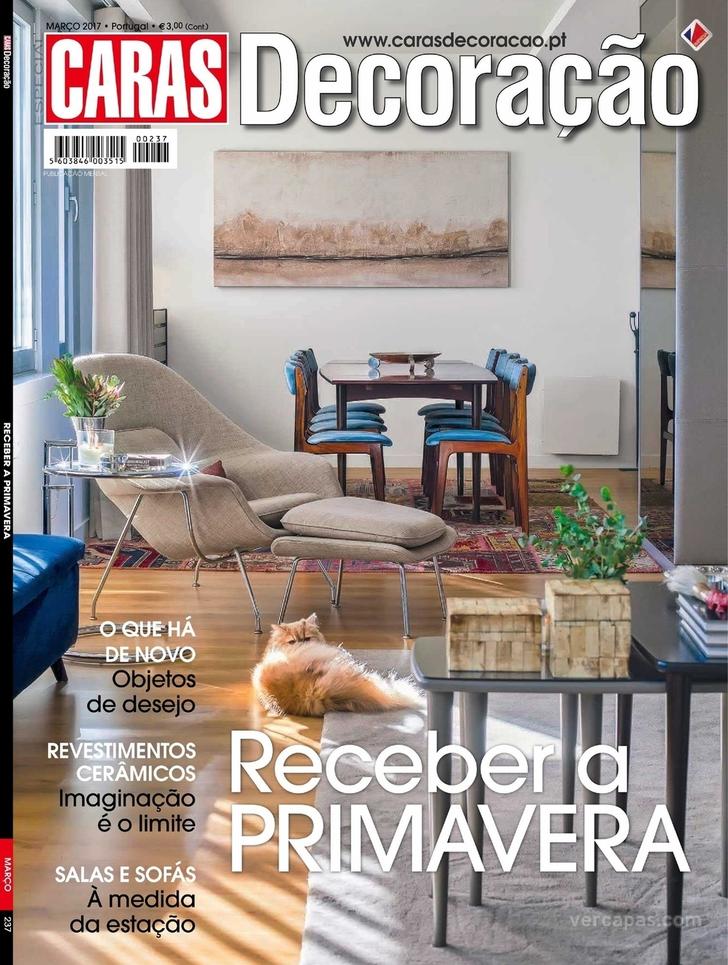 MARÇO 2017 • Portugal • €3,00 (Cont.)
www.carasdecoracao.pt
ESPECIAL
CARAS Decoração
00237
5 603846 003515
PUBLICAÇÃO MENSAL
CARAS Decoração
RECEBER A PRIMAVERA
MARÇO
237
O QUE HÁ
DE NOVO
Objetos
de desejo
REVESTIMENTOS
CERÂMICOS
Imaginação
é o limite
SALAS E SOFÁS
À medida
da estação
Receber a
PRIMAVERA
vercapas.com